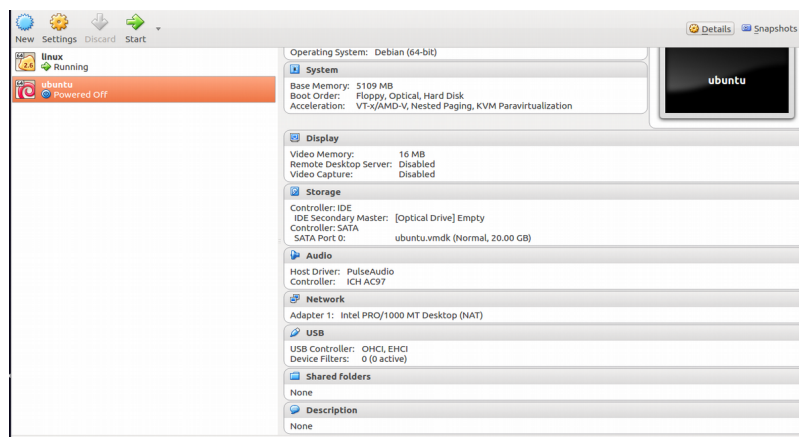 New Settings Discard Start
Details Snapshots
64 2.6 linux
Running
64 ubuntu
Powered Off
Operating System: Debian (64-bit)
System
Base Memory: 5109 MB
Boot Order: Floppy, Optical, Hard Disk
Acceleration: VT-x/AMD-V, Nested Paging, KVM Paravirtualization
ubuntu
Display
Video Memory: 16 MB
Remote Desktop Server: Disabled
Video Capture: Disabled
Storage
Controller: IDE
IDE Secondary Master: [Optical Drive] Empty
Controller: SATA
SATA Port 0: ubuntu.vmdk (Normal, 20.00 GB)
Audio
Host Driver: PulseAudio
Controller: ICH AC97
Network
Adapter 1: Intel PRO/1000 MT Desktop (NAT)
USB
USB Controller: OHCI, EHCI
Device Filters: 0 (0 active)
Shared folders
None
Description
None